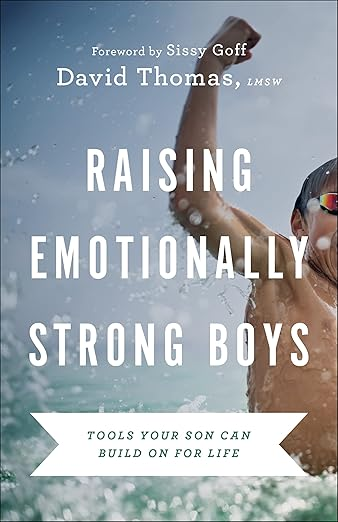 Foreword by Sissy Goff
David Thomas, LMSW
RAISING
EMOTIONALLY
STRONG BOYS
TOOLS YOUR SON CAN
BUILD ON FOR LIFE